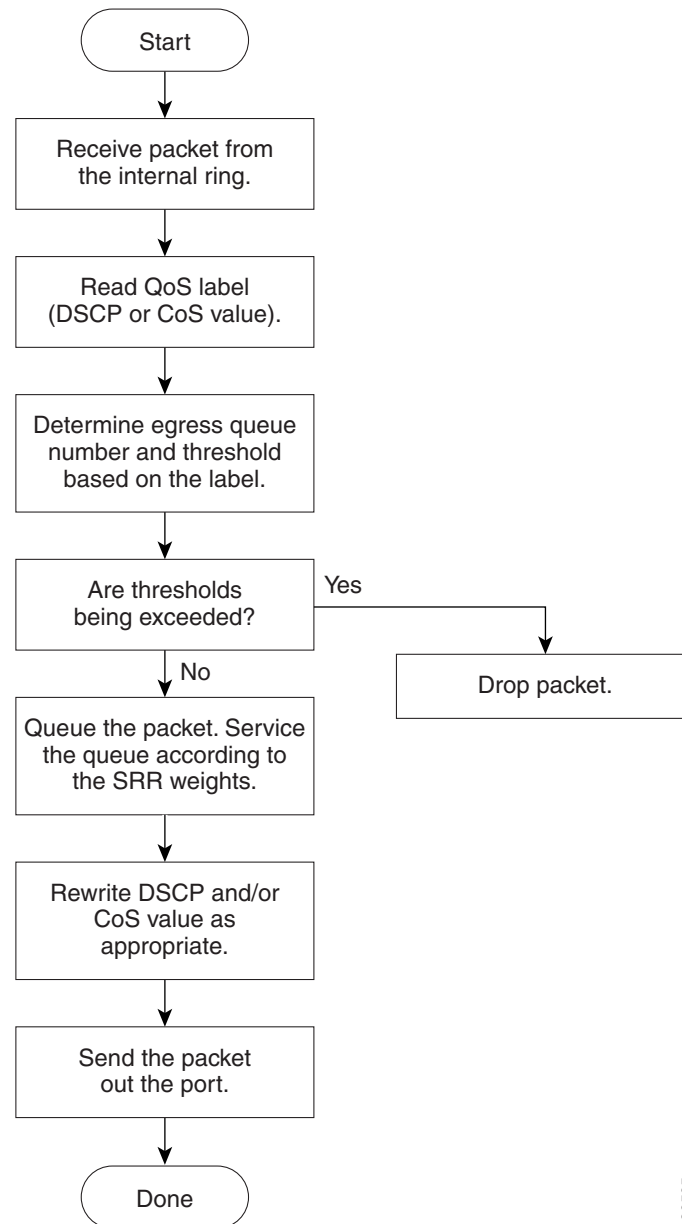 Start
Receive packet from
the internal ring.
Read QoS label
(DSCP or CoS value).
Determine egress queue
number and threshold
based on the label.
Are thresholds
being exceeded?
Yes
No
Drop packet.
Queue the packet. Service
the queue according to
the SRR weights.
Rewrite DSCP and/or
CoS value as
appropriate.
Send the packet
out the port.
Done